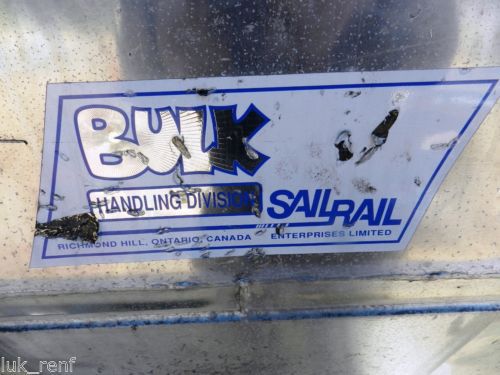 BULK
HANDLING DIVISION
SAILRAIL
RICHMOND HILL, ONTARIO, CANADA ENTERPRISES LIMITED
luk_renf